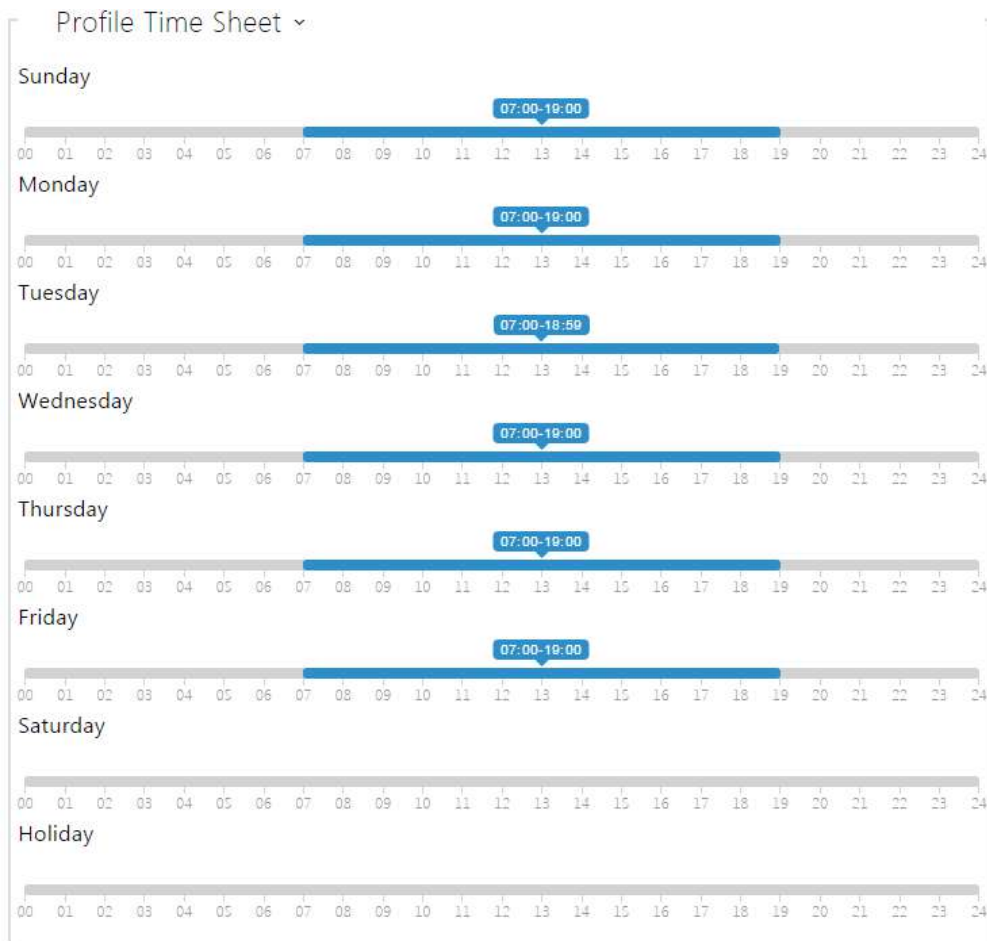 Profile Time Sheet
Sunday
07:00-19:00
00 01 02 03 04 05 06 07 08 09 10 11 12 13 14 15 16 17 18 19 20 21 22 23 24
Monday
07:00-19:00
00 01 02 03 04 05 06 07 08 09 10 11 12 13 14 15 16 17 18 19 20 21 22 23 24
Tuesday
07:00-18:59
00 01 02 03 04 05 06 07 08 09 10 11 12 13 14 15 16 17 18 19 20 21 22 23 24
Wednesday
07:00-19:00
00 01 02 03 04 05 06 07 08 09 10 11 12 13 14 15 16 17 18 19 20 21 22 23 24
Thursday
07:00-19:00
00 01 02 03 04 05 06 07 08 09 10 11 12 13 14 15 16 17 18 19 20 21 22 23 24
Friday
07:00-19:00
00 01 02 03 04 05 06 07 08 09 10 11 12 13 14 15 16 17 18 19 20 21 22 23 24
Saturday
00 01 02 03 04 05 06 07 08 09 10 11 12 13 14 15 16 17 18 19 20 21 22 23 24
Holiday
00 01 02 03 04 05 06 07 08 09 10 11 12 13 14 15 16 17 18 19 20 21 22 23 24